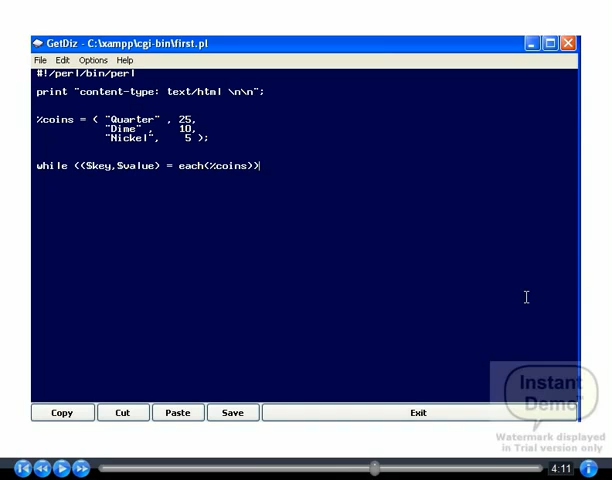 GetDiz - C:\xampp\cgi-bin\first.pl
File Edit Options Help
#!/perl/bin/perl
print "content-type: text/html \n\n";
%coins = ( "Quarter" , 25,
"Dime" , 10,
"Nickel", 5 );
while (($key,$value) = each(%coins))
Instant
Demo
Watermark displayed
in Trial version only
Copy Cut Paste Save Exit
4:11